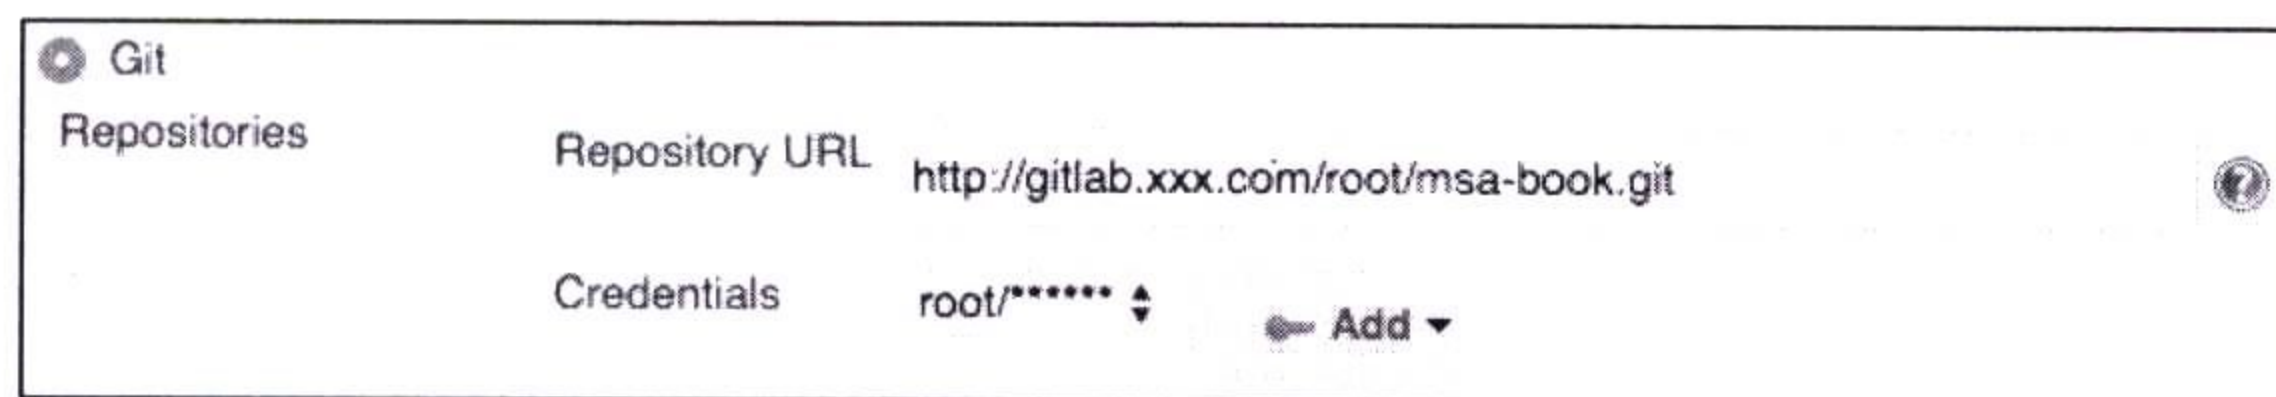 Git
Repositories
Repository URL http://gitlab.xxx.com/root/msa-book.git
Credentials root/****** Add